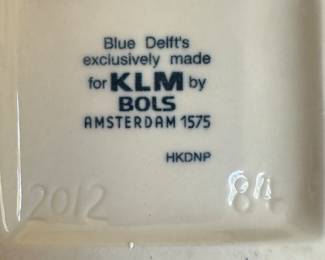 Blue Delft's
exclusively made
for KLM by
BOLS
AMSTERDAM 1575
HKDNP
2012 84